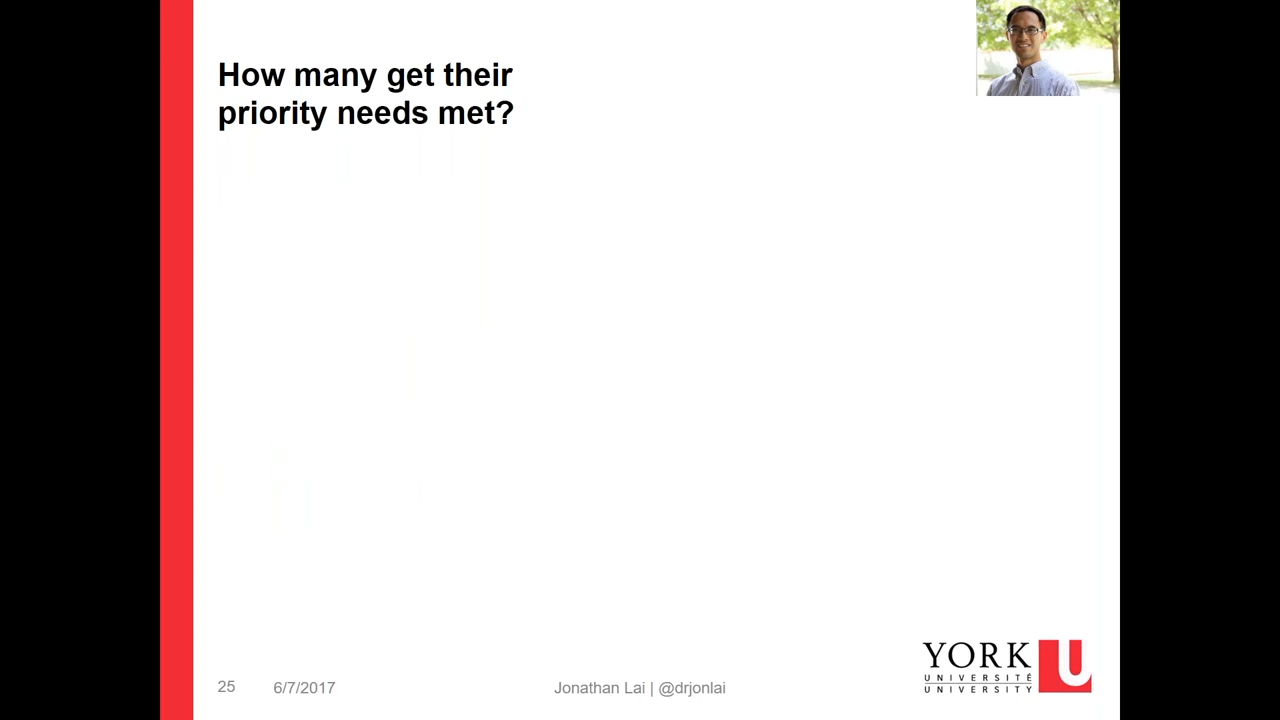 How many get their
priority needs met?
25
6/7/2017
Jonathan Lai | @drjonlai
YORK
UNIVERSITÉ
UNIVERSITY
U